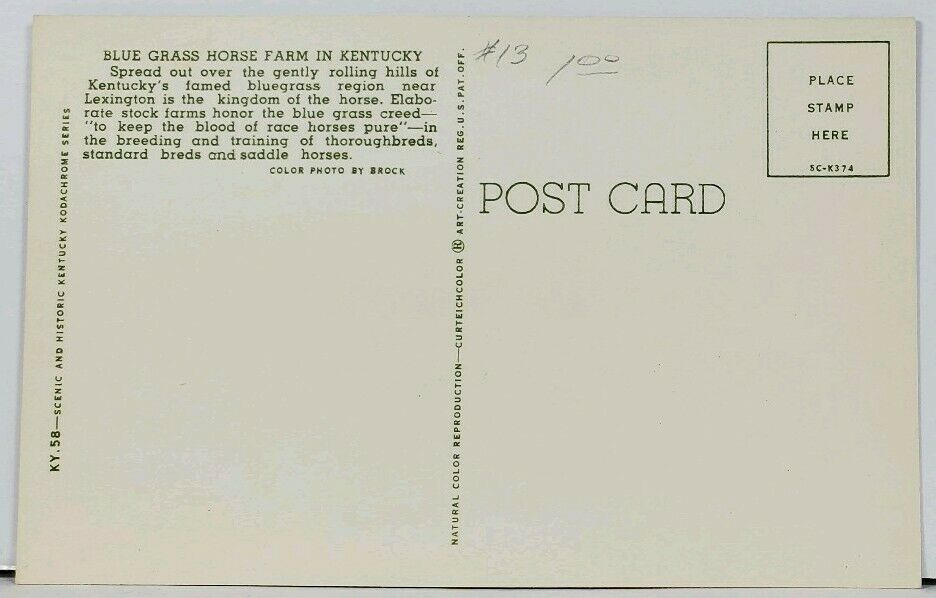 BLUE GRASS HORSE FARM IN KENTUCKY
Spread out over the gently rolling hills of
Kentucky's famed bluegrass region near
Lexington is the kingdom of the horse. Elabo-
rate stock farms honor the blue grass creed—
"to keep the blood of race horses pure"—in
the breeding and training of thoroughbreds,
standard breds and saddle horses.
COLOR PHOTO BY BROCK
KY.58—SCENIC AND HISTORIC KENTUCKY KODACHROME SERIES
NATURAL COLOR REPRODUCTION—CURTEICHCOLOR ® ART-CREATION REG. U.S. PAT. OFF.
#13 1.00
POST CARD
PLACE
STAMP
HERE
5C-K374